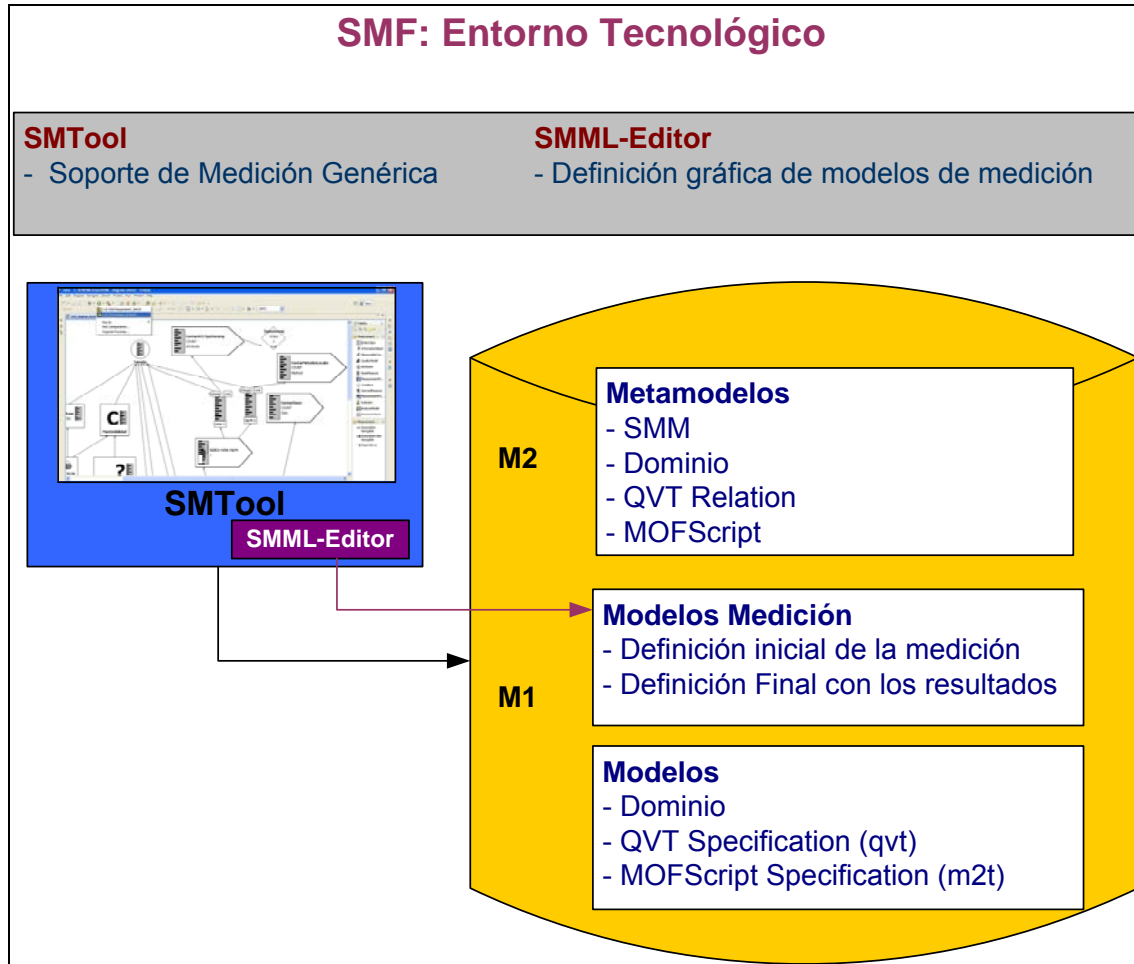 SMF: Entorno Tecnológico
SMTool
- Soporte de Medición Genérica
SMML-Editor
- Definición gráfica de modelos de medición
SMTool
SMML-Editor
M2
Metamodelos
- SMM
- Dominio
- QVT Relation
- MOFScript
M1
Modelos Medición
- Definición inicial de la medición
- Definición Final con los resultados
Modelos
- Dominio
- QVT Specification (qvt)
- MOFScript Specification (m2t)